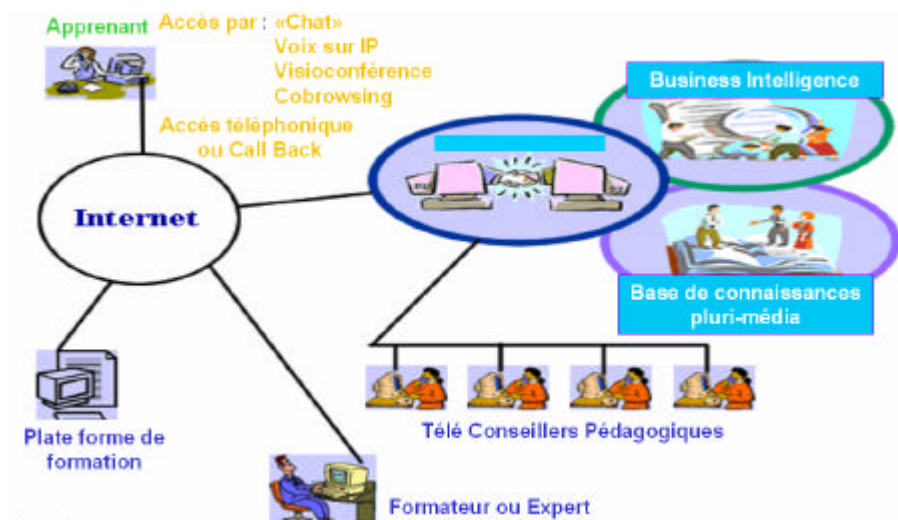 Apprenant
Accès par : «Chat»
Voix sur IP
Visioconférence
Cobrowsing
Accès téléphonique
ou Call Back
Business Intelligence
Internet
Base de connaissances
pluri-média
Plate forme de
formation
Télé Conseillers Pédagogiques
Formateur ou Expert